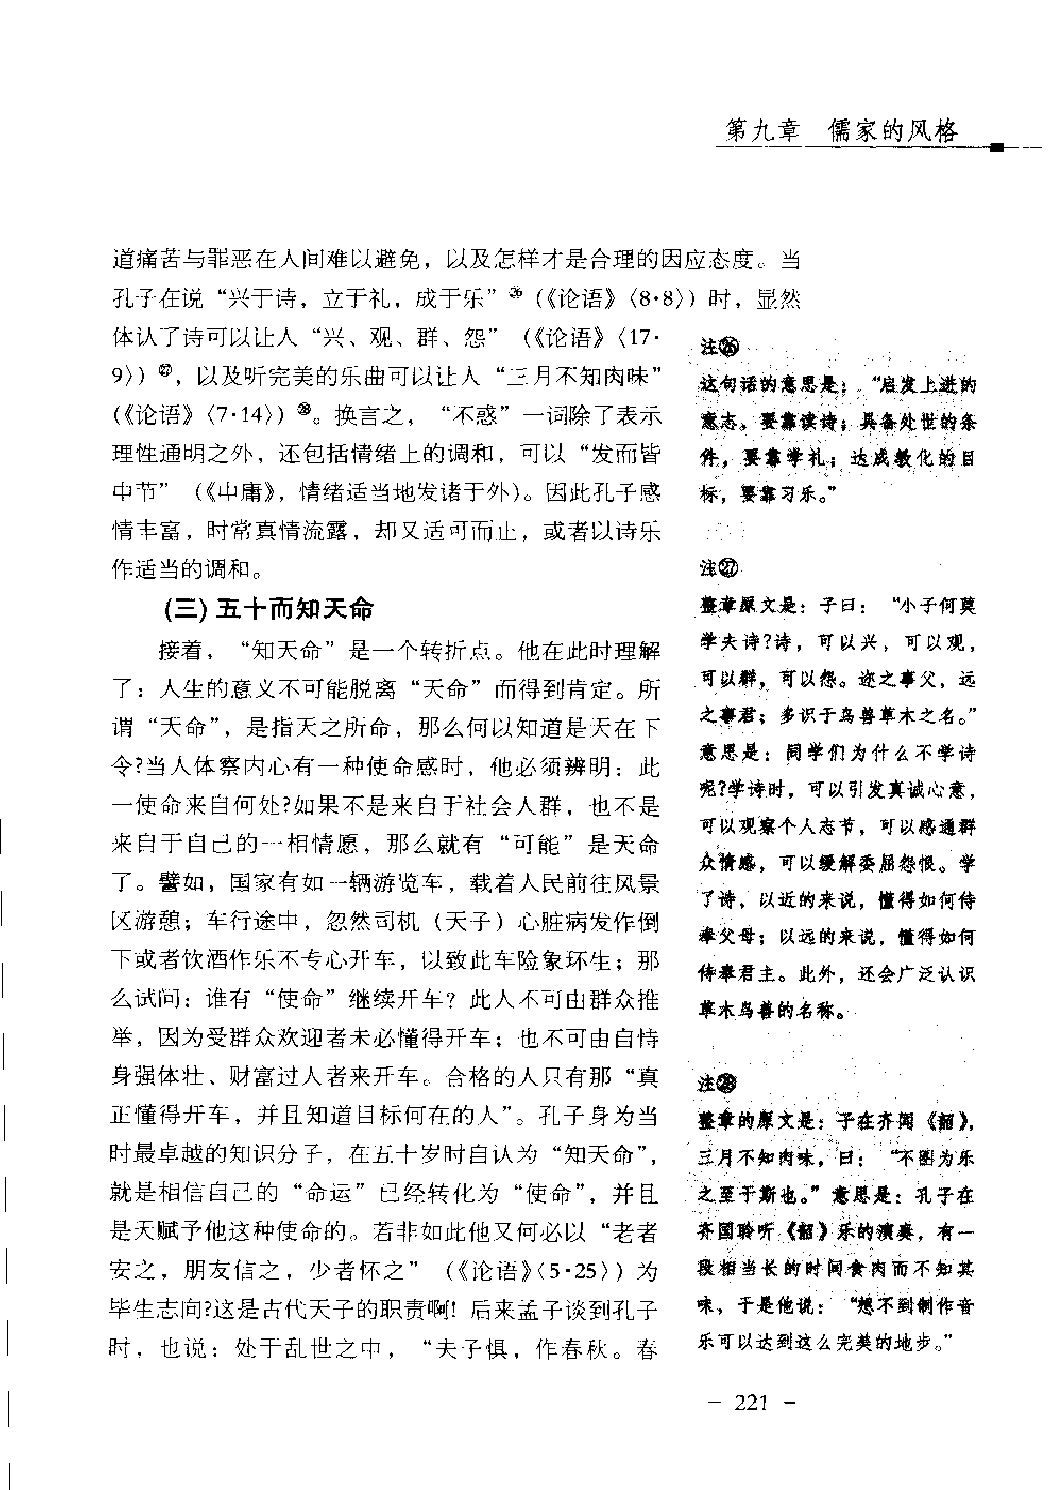 第九章 儒家的风格
道痛苦与罪恶在人间难以避免，以及怎样才是合理的因应态度。当
孔子在说“兴于诗，立于礼，成于乐”㉖（《论语》〈8·8〉）时，显然
体认了诗可以让人“兴、观、群、怨”（《论语》〈17·
9〉）㉗，以及听完美的乐曲可以让人“三月不知肉味”
（《论语》〈7·14〉）㉘。换言之，“不惑”一词除了表示
理性通明之外，还包括情绪上的调和，可以“发而皆
中节”（《中庸》，情绪适当地发诸于外）。因此孔子感
情丰富，时常真情流露，却又适可而止，或者以诗乐
作适当的调和。
(三) 五十而知天命
接着，“知天命”是一个转折点。他在此时理解
了：人生的意义不可能脱离“天命”而得到肯定。所
谓“天命”，是指天之所命，那么何以知道是天在下
令?当人体察内心有一种使命感时，他必须辨明：此
一使命来自何处?如果不是来自于社会人群，也不是
来自于自己的一相情愿，那么就有“可能”是天命
了。譬如，国家有如一辆游览车，载着人民前往风景
区游憩；车行途中，忽然司机（天子）心脏病发作倒
下或者饮酒作乐不专心开车，以致此车险象环生；那
么试问：谁有“使命”继续开车？此人不可由群众推
举，因为受群众欢迎者未必懂得开车；也不可由自恃
身强体壮、财富过人者来开车。合格的人只有那“真
正懂得开车，并且知道目标何在的人”。孔子身为当
时最卓越的知识分子，在五十岁时自认为“知天命”，
就是相信自己的“命运”已经转化为“使命”，并且
是天赋予他这种使命的。若非如此他又何必以“老者
安之，朋友信之，少者怀之”（《论语》〈5·25〉）为
毕生志向?这是古代天子的职责啊！后来孟子谈到孔子
时，也说：处于乱世之中，“夫子惧，作春秋。春
注㉖
这句话的意思是：“启发上进的
意志，要靠读诗；具备处世的条
件，要靠学礼；达成教化的目
标，要靠习乐。”
注㉗
整章原文是：子曰：“小子何莫
学夫诗?诗，可以兴，可以观，
可以群，可以怨。迩之事父，远
之事君；多识于鸟兽草木之名。”
意思是：同学们为什么不学诗
呢?学诗时，可以引发真诚心意，
可以观察个人志节，可以感通群
众情感，可以缓解委屈怨恨。学
了诗，以近的来说，懂得如何侍
奉父母；以远的来说，懂得如何
侍奉君主。此外，还会广泛认识
草木鸟兽的名称。
注㉘
整章的原文是：子在齐闻《韶》，
三月不知肉味，曰：“不图为乐
之至于斯也。”意思是：孔子在
齐国聆听《韶》乐的演奏，有一
段相当长的时间食肉而不知其
味，于是他说：“想不到制作音
乐可以达到这么完美的地步。”
- 221 -